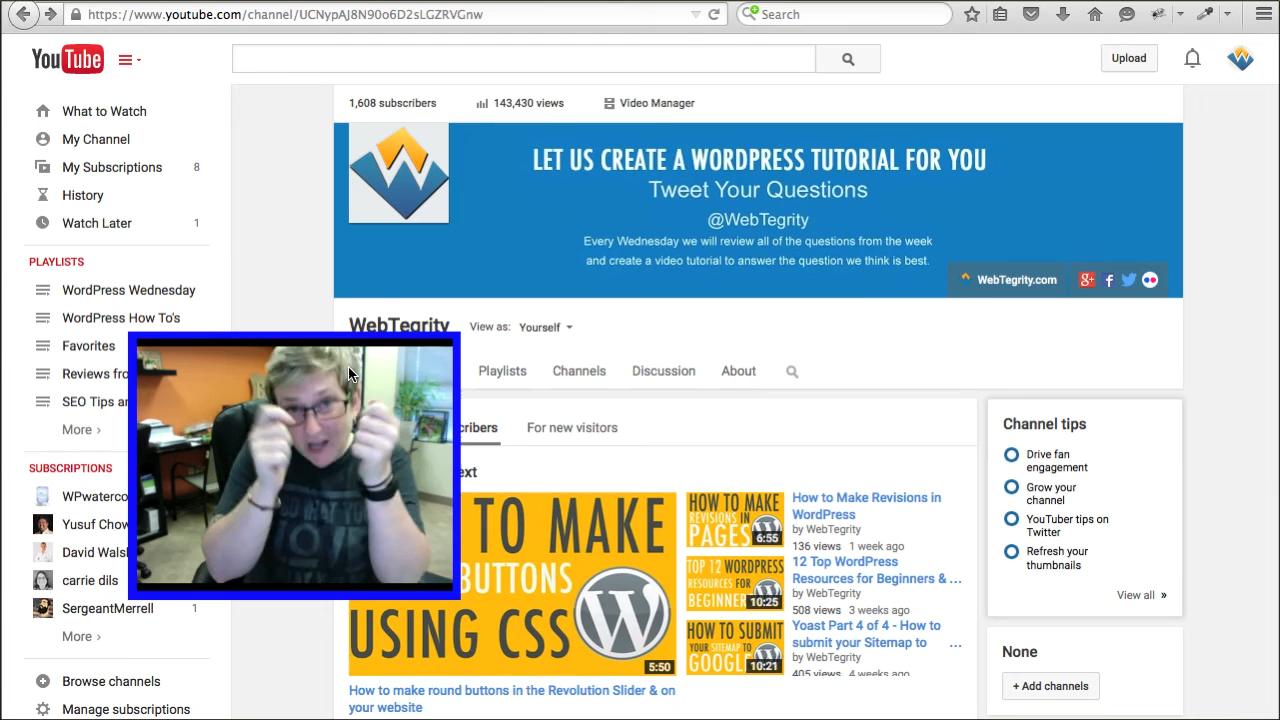 https://www.youtube.com/channel/UCNypAJ8N90o6D2sLGZRVGnw
Search
YouTube
Upload
What to Watch
My Channel
My Subscriptions 8
History
Watch Later 1
PLAYLISTS
WordPress Wednesday
WordPress How To's
Favorites
Reviews fro
SEO Tips an
More ›
SUBSCRIPTIONS
WPwaterco
Yusuf Chow
David Walsh
carrie dils
SergeantMerrell 1
More ›
Browse channels
Manage subscriptions
1,608 subscribers
143,430 views
Video Manager
LET US CREATE A WORDPRESS TUTORIAL FOR YOU
Tweet Your Questions
@WebTegrity
Every Wednesday we will review all of the questions from the week
and create a video tutorial to answer the question we think is best.
WebTegrity.com
WebTegrity
View as: Yourself
Playlists
Channels
Discussion
About
cribers
For new visitors
ext
TO MAKE
BUTTONS
USING CSS
5:50
How to make round buttons in the Revolution Slider & on
your website
HOW TO MAKE
REVISIONS IN
PAGES
6:55
How to Make Revisions in
WordPress
by WebTegrity
136 views 1 week ago
TOP 12 WORDPRESS
RESOURCES FOR
BEGINNER
10:25
12 Top WordPress
Resources for Beginners & ...
by WebTegrity
508 views 3 weeks ago
HOW TO SUBMIT
YOUR SITEMAP TO
GOOGLE
10:21
Yoast Part 4 of 4 - How to
submit your Sitemap to ...
by WebTegrity
405 views 4 weeks ago
Channel tips
Drive fan
engagement
Grow your
channel
YouTuber tips on
Twitter
Refresh your
thumbnails
View all »
None
+ Add channels